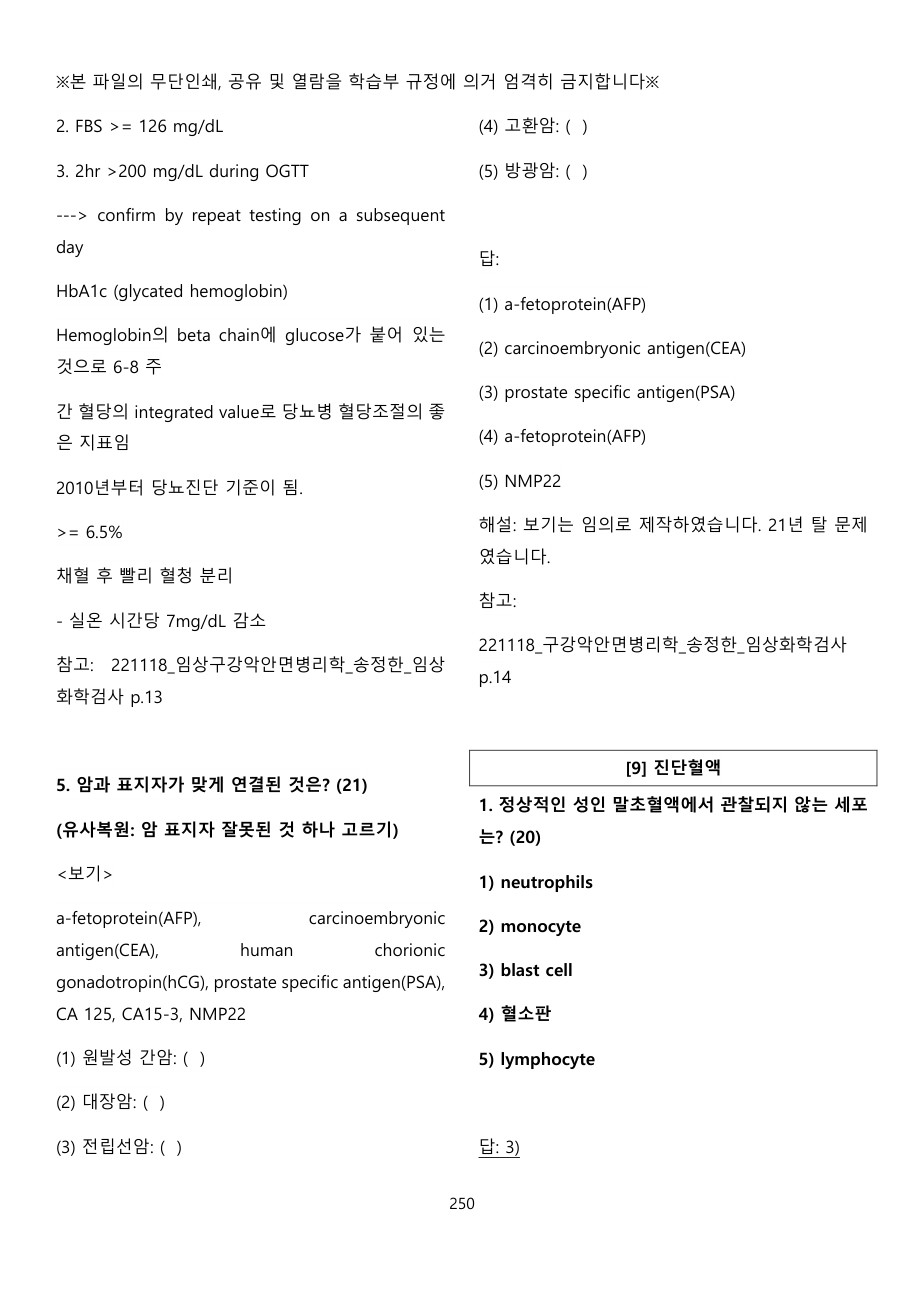 ※본 파일의 무단인쇄, 공유 및 열람을 학습부 규정에 의거 엄격히 금지합니다※
2. FBS >= 126 mg/dL
3. 2hr >200 mg/dL during OGTT
---> confirm by repeat testing on a subsequent
day
HbA1c (glycated hemoglobin)
Hemoglobin의 beta chain에 glucose가 붙어 있는
것으로 6-8 주
간 혈당의 integrated value로 당뇨병 혈당조절의 좋
은 지표임
2010년부터 당뇨진단 기준이 됨.
>= 6.5%
채혈 후 빨리 혈청 분리
- 실온 시간당 7mg/dL 감소
참고: 221118_임상구강악안면병리학_송정한_임상
화학검사 p.13
5. 암과 표지자가 맞게 연결된 것은? (21)
(유사복원: 암 표지자 잘못된 것 하나 고르기)
<보기>
a-fetoprotein(AFP), carcinoembryonic
antigen(CEA), human chorionic
gonadotropin(hCG), prostate specific antigen(PSA),
CA 125, CA15-3, NMP22
(1) 원발성 간암: ( )
(2) 대장암: ( )
(3) 전립선암: ( )
(4) 고환암: ( )
(5) 방광암: ( )
답:
(1) a-fetoprotein(AFP)
(2) carcinoembryonic antigen(CEA)
(3) prostate specific antigen(PSA)
(4) a-fetoprotein(AFP)
(5) NMP22
해설: 보기는 임의로 제작하였습니다. 21년 탈 문제
였습니다.
참고:
221118_구강악안면병리학_송정한_임상화학검사
p.14
[9] 진단혈액
1. 정상적인 성인 말초혈액에서 관찰되지 않는 세포
는? (20)
1) neutrophils
2) monocyte
3) blast cell
4) 혈소판
5) lymphocyte
답: 3)
250